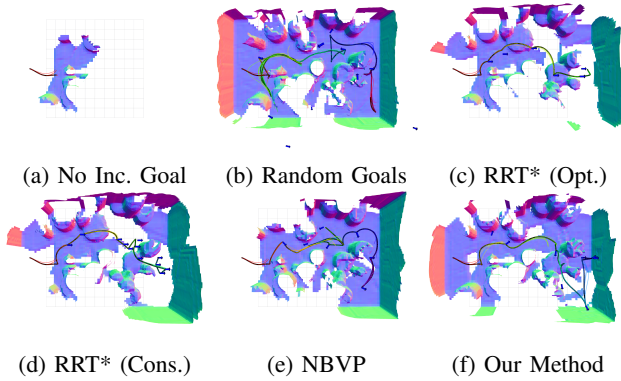 (a) No Inc. Goal
(b) Random Goals
(c) RRT* (Opt.)
(d) RRT* (Cons.)
(e) NBVP
(f) Our Method